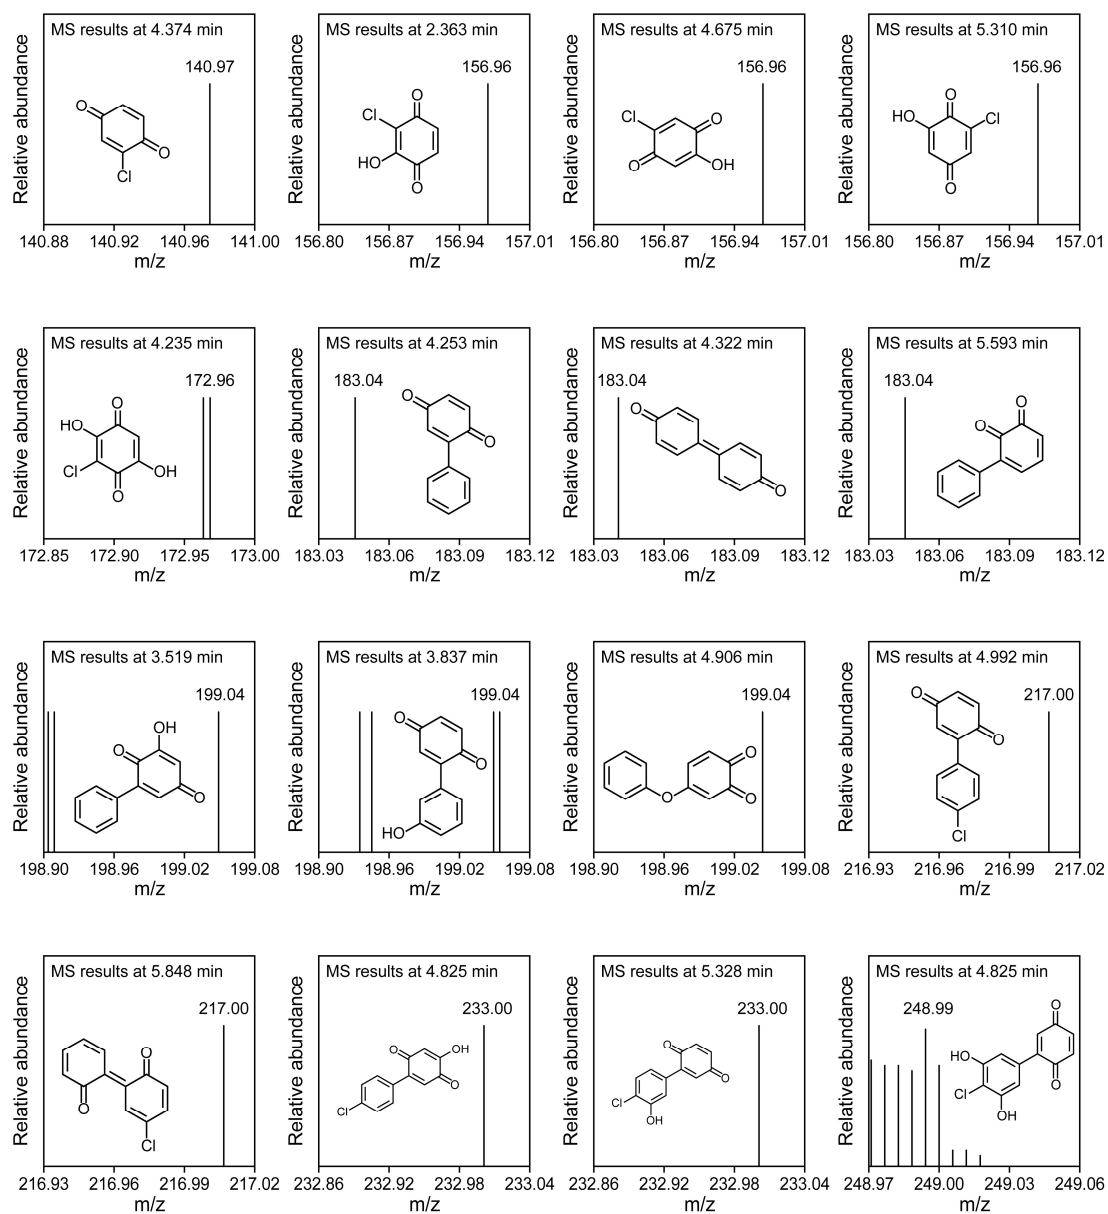 MS results at 4.374 min
140.97
O
O
Cl
Relative abundance
140.88 140.92 140.96 141.00
m/z
MS results at 2.363 min
156.96
O
Cl
HO
O
Relative abundance
156.80 156.87 156.94 157.01
m/z
MS results at 4.675 min
156.96
Cl
O
O
OH
Relative abundance
156.80 156.87 156.94 157.01
m/z
MS results at 5.310 min
156.96
O
HO
Cl
O
Relative abundance
156.80 156.87 156.94 157.01
m/z
MS results at 4.235 min
172.96
O
HO
Cl
OH
O
Relative abundance
172.85 172.90 172.95 173.00
m/z
MS results at 4.253 min
183.04
O
O
Relative abundance
183.03 183.06 183.09 183.12
m/z
MS results at 4.322 min
183.04
O
O
Relative abundance
183.03 183.06 183.09 183.12
m/z
MS results at 5.593 min
183.04
O
O
Relative abundance
183.03 183.06 183.09 183.12
m/z
MS results at 3.519 min
199.04
OH
O
O
Relative abundance
198.90 198.96 199.02 199.08
m/z
MS results at 3.837 min
199.04
O
O
HO
Relative abundance
198.90 198.96 199.02 199.08
m/z
MS results at 4.906 min
199.04
O
O
O
Relative abundance
198.90 198.96 199.02 199.08
m/z
MS results at 4.992 min
217.00
O
O
Cl
Relative abundance
216.93 216.96 216.99 217.02
m/z
MS results at 5.848 min
217.00
O
O
Cl
Relative abundance
216.93 216.96 216.99 217.02
m/z
MS results at 4.825 min
233.00
O
OH
O
Cl
Relative abundance
232.86 232.92 232.98 233.04
m/z
MS results at 5.328 min
233.00
O
O
Cl
OH
Relative abundance
232.86 232.92 232.98 233.04
m/z
MS results at 4.825 min
248.99
O
HO
O
Cl
OH
Relative abundance
248.97 249.00 249.03 249.06
m/z